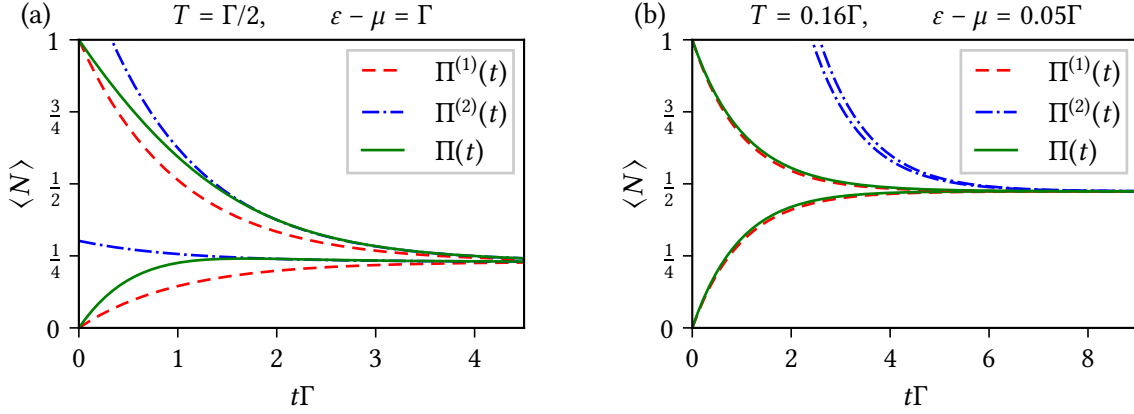 (a) T = Γ/2, ε − μ = Γ
1
3/4
1/2
1/4
0
⟨N⟩
Π⁽¹⁾(t)
Π⁽²⁾(t)
Π(t)
0 1 2 3 4
tΓ
(b) T = 0.16Γ, ε − μ = 0.05Γ
1
3/4
1/2
1/4
0
⟨N⟩
Π⁽¹⁾(t)
Π⁽²⁾(t)
Π(t)
0 2 4 6 8
tΓ